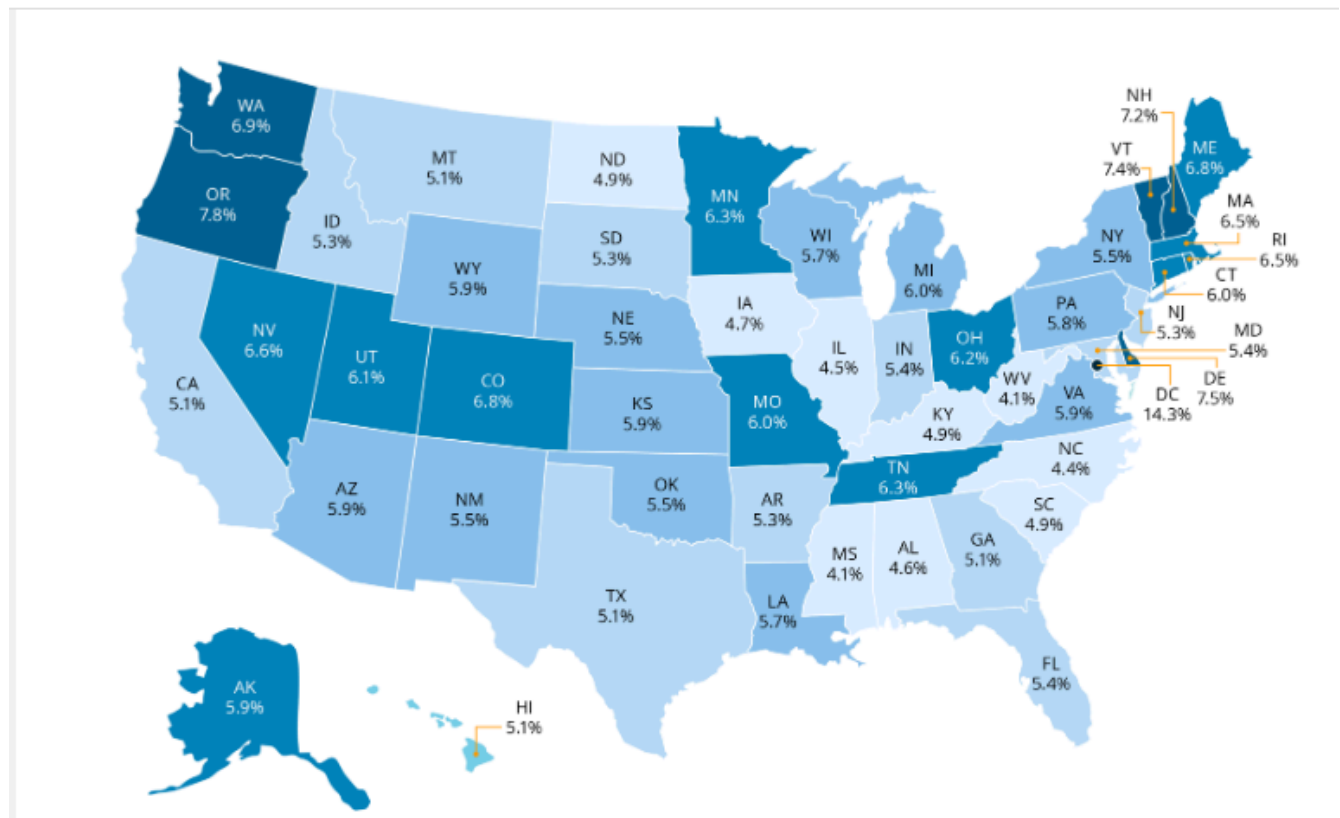 NH
7.2%
WA
6.9%
VT
7.4%
ME
6.8%
MT
5.1%
ND
4.9%
MN
6.3%
OR
7.8%
MA
6.5%
ID
5.3%
SD
5.3%
WI
5.7%
NY
5.5%
RI
6.5%
WY
5.9%
MI
6.0%
CT
6.0%
IA
4.7%
PA
5.8%
NJ
5.3%
NE
5.5%
MD
5.4%
NV
6.6%
UT
6.1%
OH
6.2%
IL
4.5%
IN
5.4%
CO
6.8%
CA
5.1%
WV
4.1%
DE
7.5%
VA
5.9%
DC
14.3%
KS
5.9%
MO
6.0%
KY
4.9%
NC
4.4%
TN
6.3%
AZ
5.9%
NM
5.5%
OK
5.5%
AR
5.3%
SC
4.9%
MS
4.1%
AL
4.6%
GA
5.1%
TX
5.1%
LA
5.7%
FL
5.4%
AK
5.9%
HI
5.1%